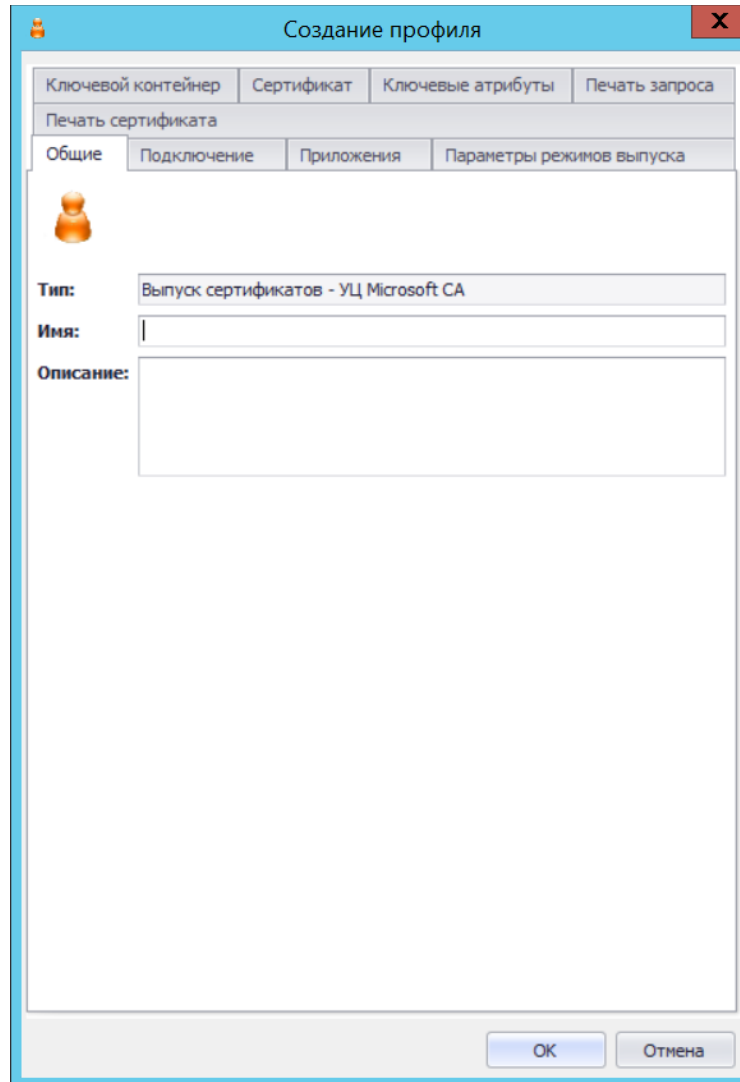 Создание профиля
X
Ключевой контейнер Сертификат Ключевые атрибуты Печать запроса
Печать сертификата
Общие Подключение Приложения Параметры режимов выпуска
Тип: Выпуск сертификатов - УЦ Microsoft CA
Имя:
Описание:
OK Отмена